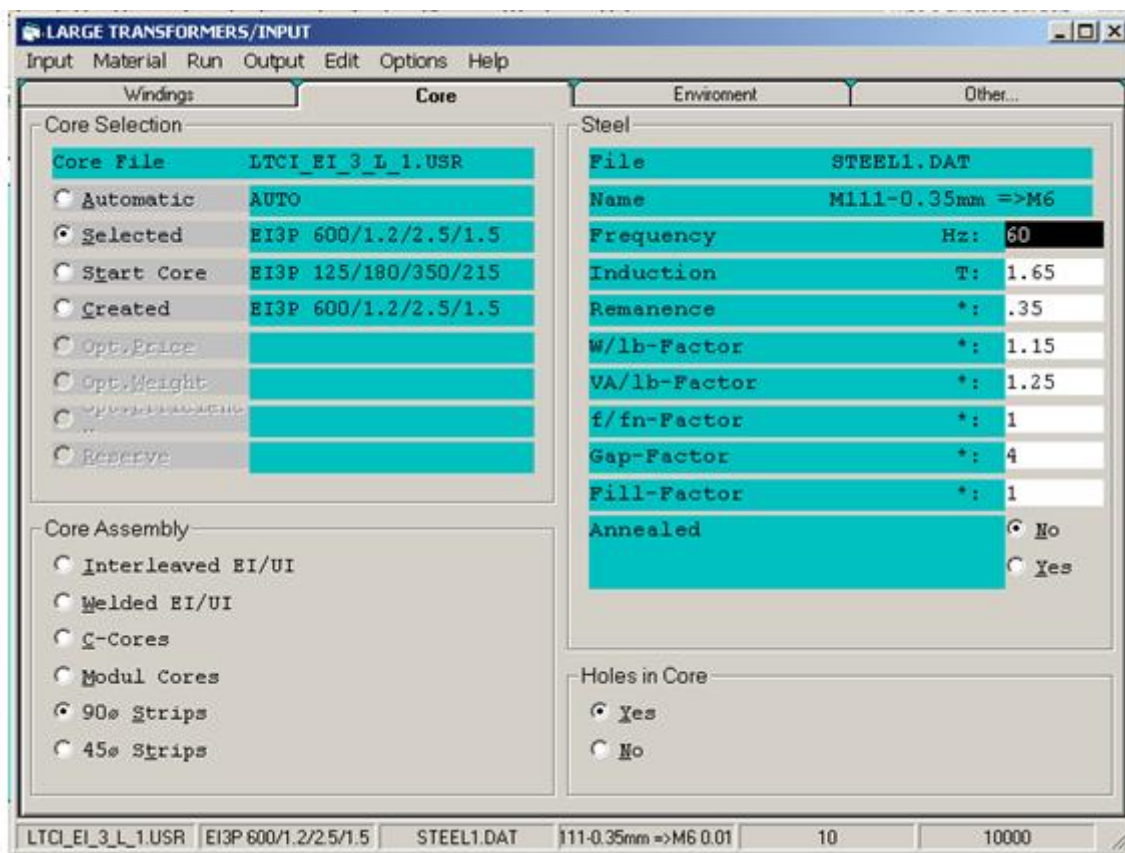 LARGE TRANSFORMERS/INPUT
Input Material Run Output Edit Options Help
Windings Core Enviroment Other...
Core Selection
Core File LTCI_EI_3_L_1.USR
Automatic AUTO
Selected EI3P 600/1.2/2.5/1.5
Start Core EI3P 125/180/350/215
Created EI3P 600/1.2/2.5/1.5
Opt.Price
Opt.Weight
Reserve
Core Assembly
Interleaved EI/UI
Welded EI/UI
C-Cores
Modul Cores
90ø Strips
45ø Strips
Steel
File STEEL1.DAT
Name M111-0.35mm =>M6
Frequency Hz: 60
Induction T: 1.65
Remanence *: .35
W/lb-Factor *: 1.15
VA/lb-Factor *: 1.25
f/fn-Factor *: 1
Gap-Factor *: 4
Fill-Factor *: 1
Annealed No
Yes
Holes in Core
Yes
No
LTCI_EI_3_L_1.USR EI3P 600/1.2/2.5/1.5 STEEL1.DAT 111-0.35mm =>M6 0.01 10 10000